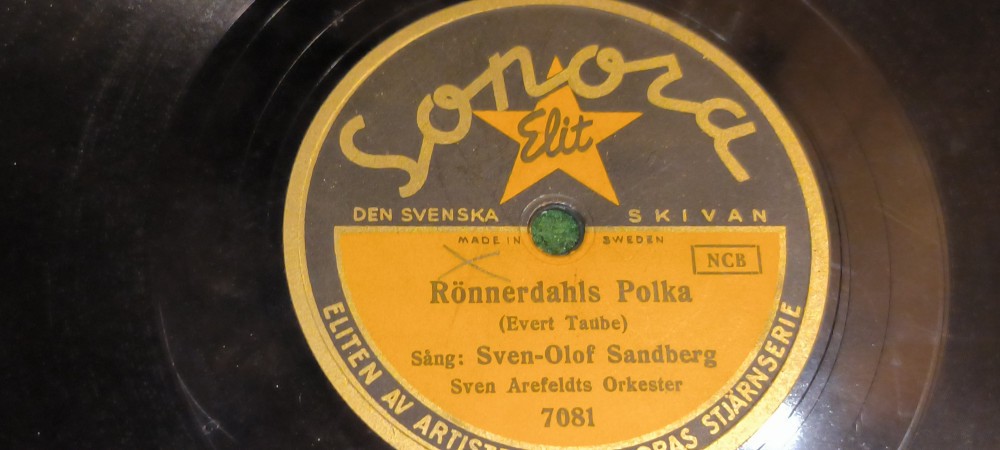 Sonora
Elit
DEN SVENSKA SKIVAN
MADE IN SWEDEN
NCB
Rönnerdahls Polka
(Evert Taube)
Sång: Sven-Olof Sandberg
Sven Arefeldts Orkester
7081
ELITEN AV STJÄRNSERIE